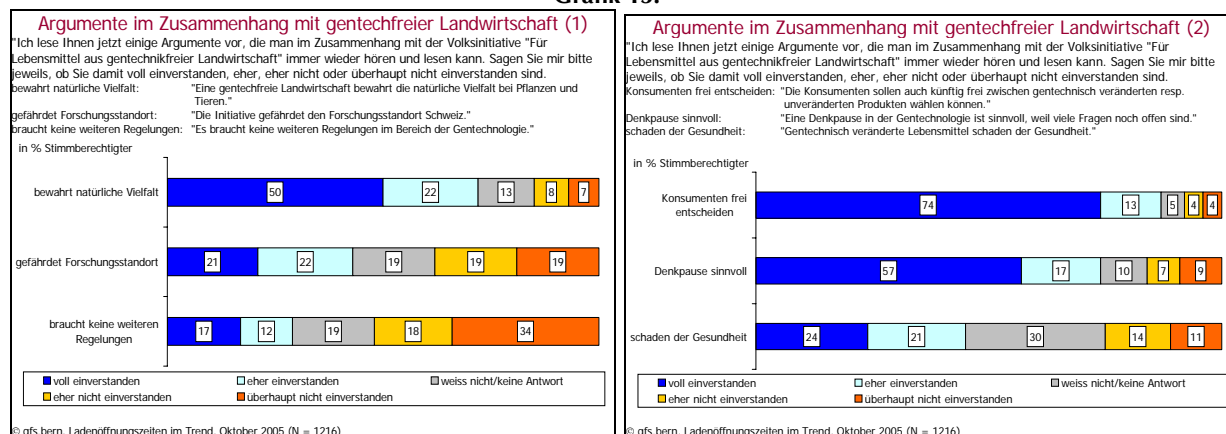 Grafik 13:
Argumente im Zusammenhang mit gentechfreier Landwirtschaft (1)
"Ich lese Ihnen jetzt einige Argumente vor, die man im Zusammenhang mit der Volksinitiative "Für
Lebensmittel aus gentechnikfreier Landwirtschaft" immer wieder hören und lesen kann. Sagen Sie mir bitte
jeweils, ob Sie damit voll einverstanden, eher, eher nicht oder überhaupt nicht einverstanden sind.
bewahrt natürliche Vielfalt: "Eine gentechfreie Landwirtschaft bewahrt die natürliche Vielfalt bei Pflanzen und
Tieren."
gefährdet Forschungsstandort: "Die Initiative gefährdet den Forschungsstandort Schweiz."
braucht keine weiteren Regelungen: "Es braucht keine weiteren Regelungen im Bereich der Gentechnologie."
in % Stimmberechtigter
bewahrt natürliche Vielfalt 50 22 13 8 7
gefährdet Forschungsstandort 21 22 19 19 19
braucht keine weiteren
Regelungen 17 12 19 18 34
voll einverstanden eher einverstanden weiss nicht/keine Antwort
eher nicht einverstanden überhaupt nicht einverstanden
© gfs.bern, Ladenöffnungszeiten im Trend, Oktober 2005 (N = 1216)
Argumente im Zusammenhang mit gentechfreier Landwirtschaft (2)
"Ich lese Ihnen jetzt einige Argumente vor, die man im Zusammenhang mit der Volksinitiative "Für
Lebensmittel aus gentechnikfreier Landwirtschaft" immer wieder hören und lesen kann. Sagen Sie mir bitte
jeweils, ob Sie damit voll einverstanden, eher, eher nicht oder überhaupt nicht einverstanden sind.
Konsumenten frei entscheiden: "Die Konsumenten sollen auch künftig frei zwischen gentechnisch veränderten resp.
unveränderten Produkten wählen können."
Denkpause sinnvoll: "Eine Denkpause in der Gentechnologie ist sinnvoll, weil viele Fragen noch offen sind."
schaden der Gesundheit: "Gentechnisch veränderte Lebensmittel schaden der Gesundheit."
in % Stimmberechtigter
Konsumenten frei
entscheiden 74 13 5 4 4
Denkpause sinnvoll 57 17 10 7 9
schaden der Gesundheit 24 21 30 14 11
voll einverstanden eher einverstanden weiss nicht/keine Antwort
eher nicht einverstanden überhaupt nicht einverstanden
© gfs.bern, Ladenöffnungszeiten im Trend, Oktober 2005 (N = 1216)